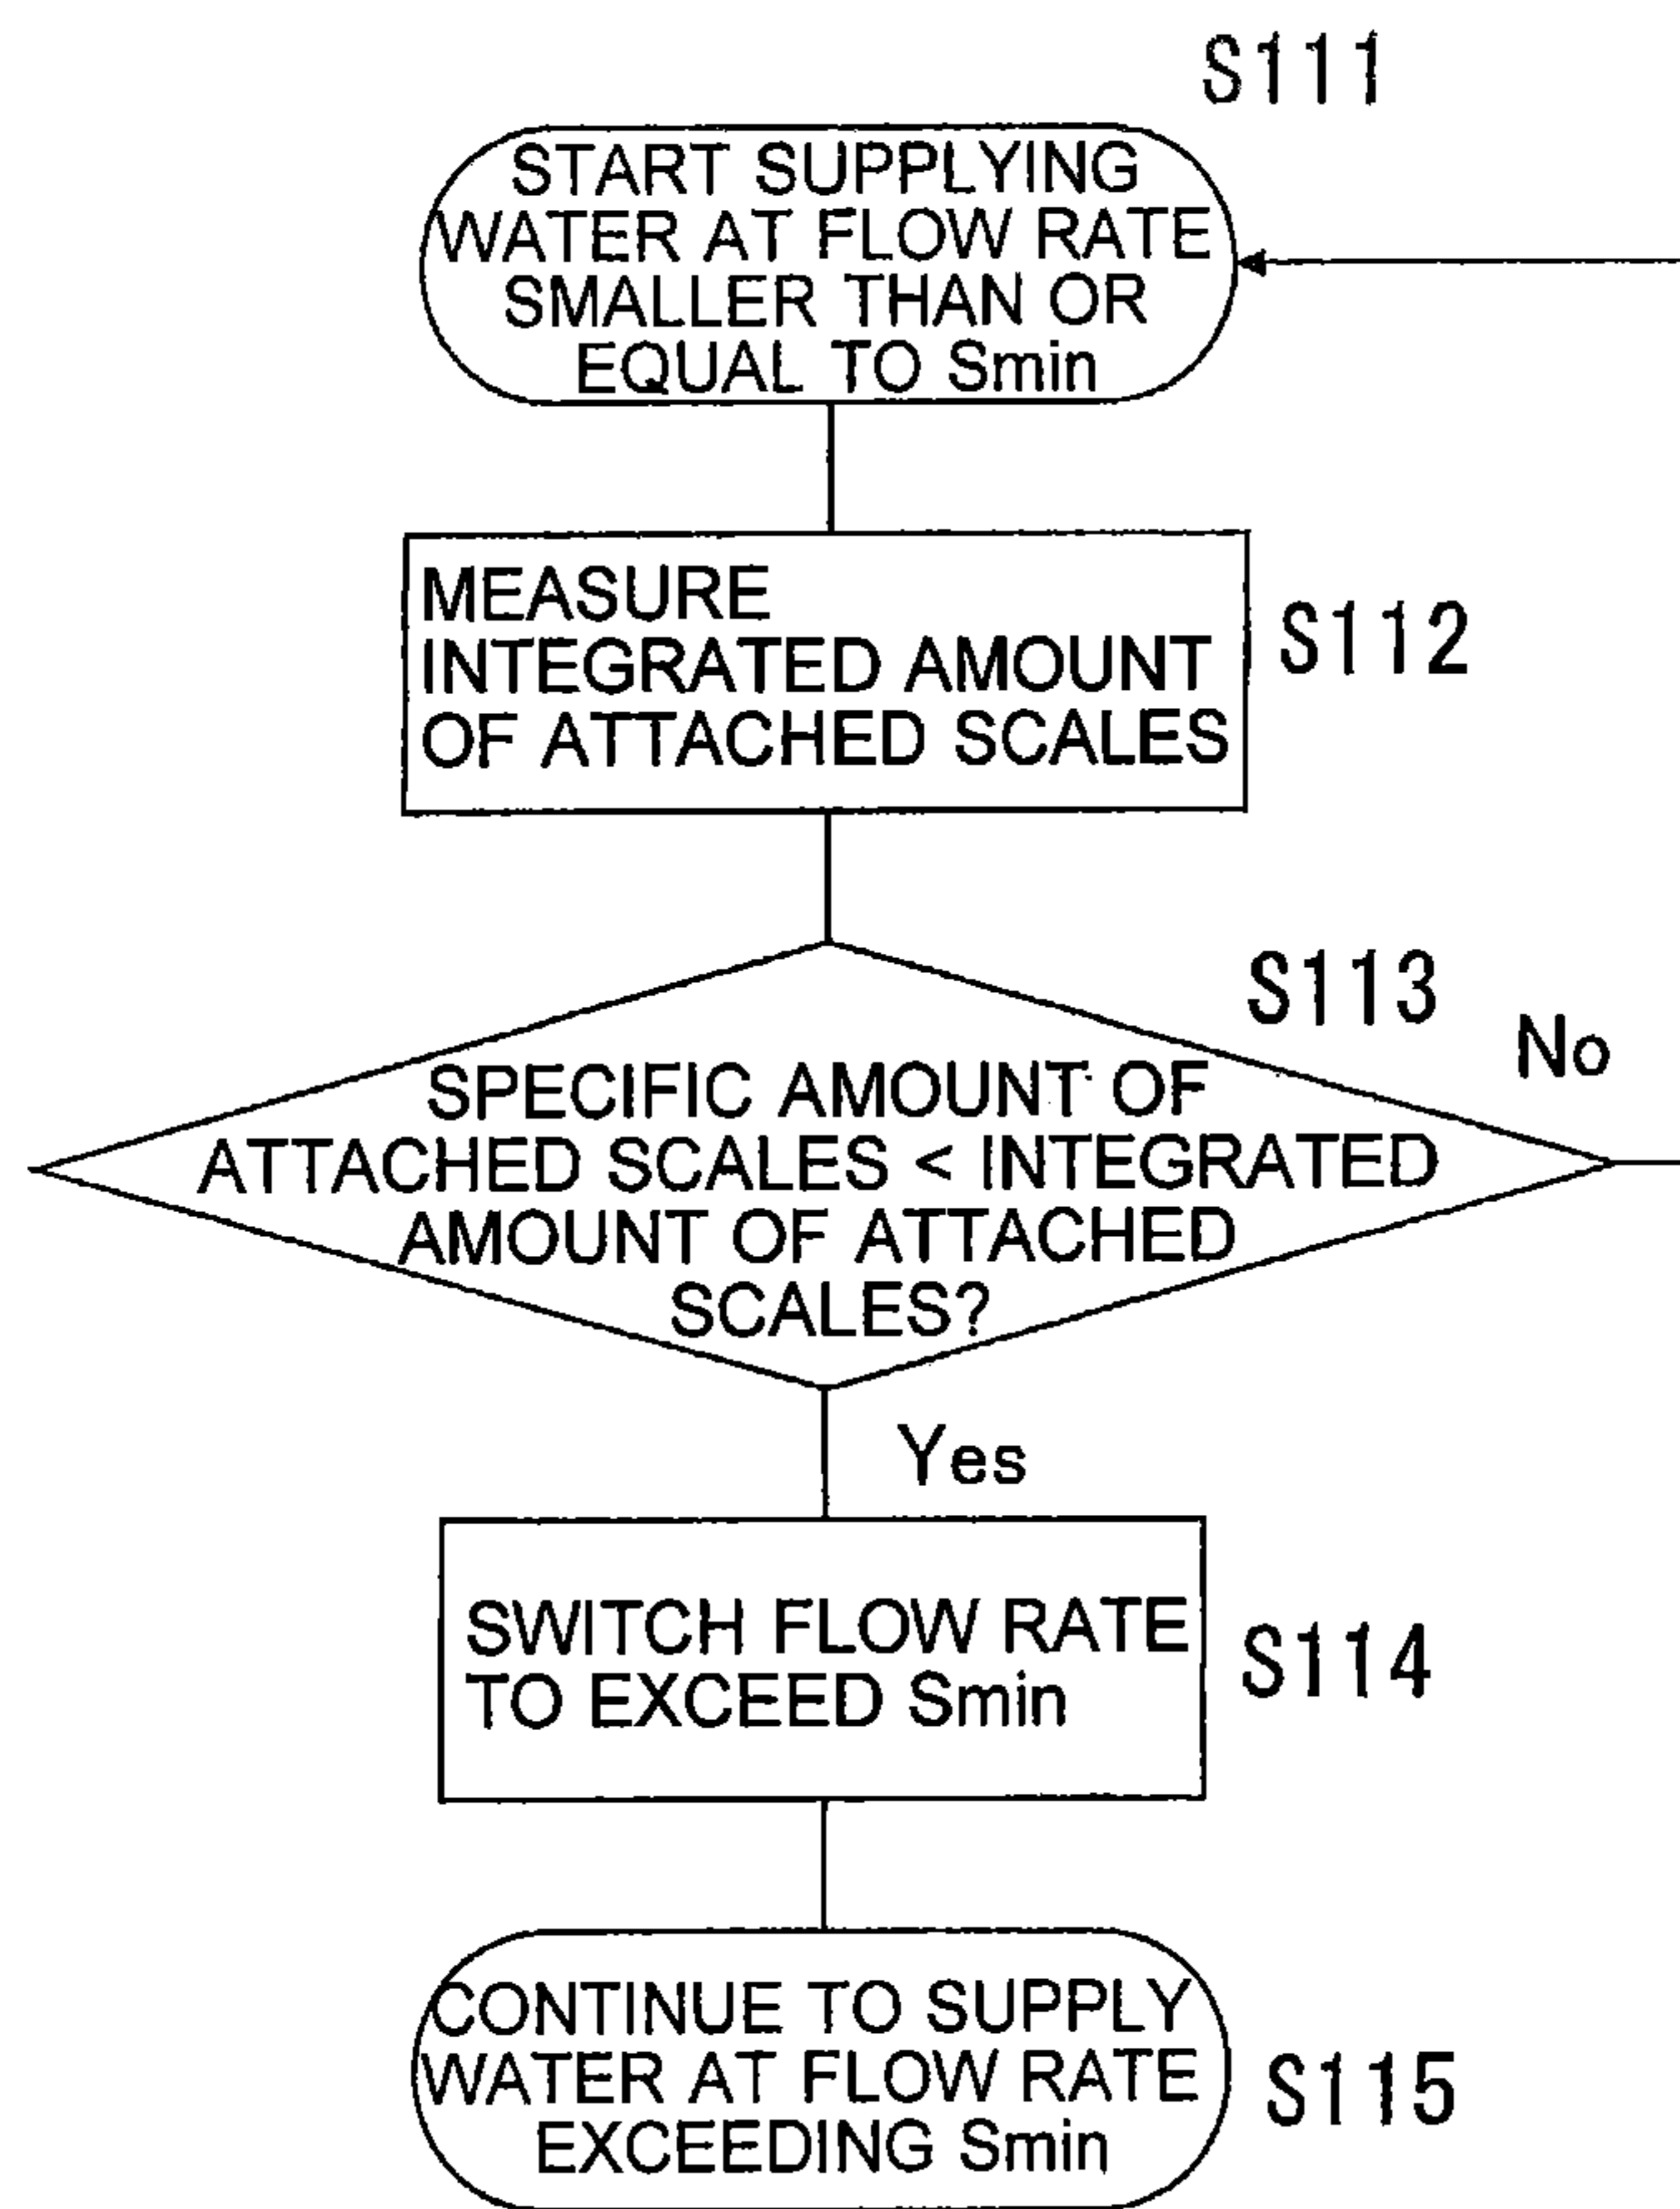 S111
START SUPPLYING
WATER AT FLOW RATE
SMALLER THAN OR
EQUAL TO Smin
MEASURE
INTEGRATED AMOUNT
OF ATTACHED SCALES
S112
S113
No
SPECIFIC AMOUNT OF
ATTACHED SCALES < INTEGRATED
AMOUNT OF ATTACHED
SCALES?
Yes
SWITCH FLOW RATE
TO EXCEED Smin
S114
CONTINUE TO SUPPLY
WATER AT FLOW RATE
EXCEEDING Smin
S115